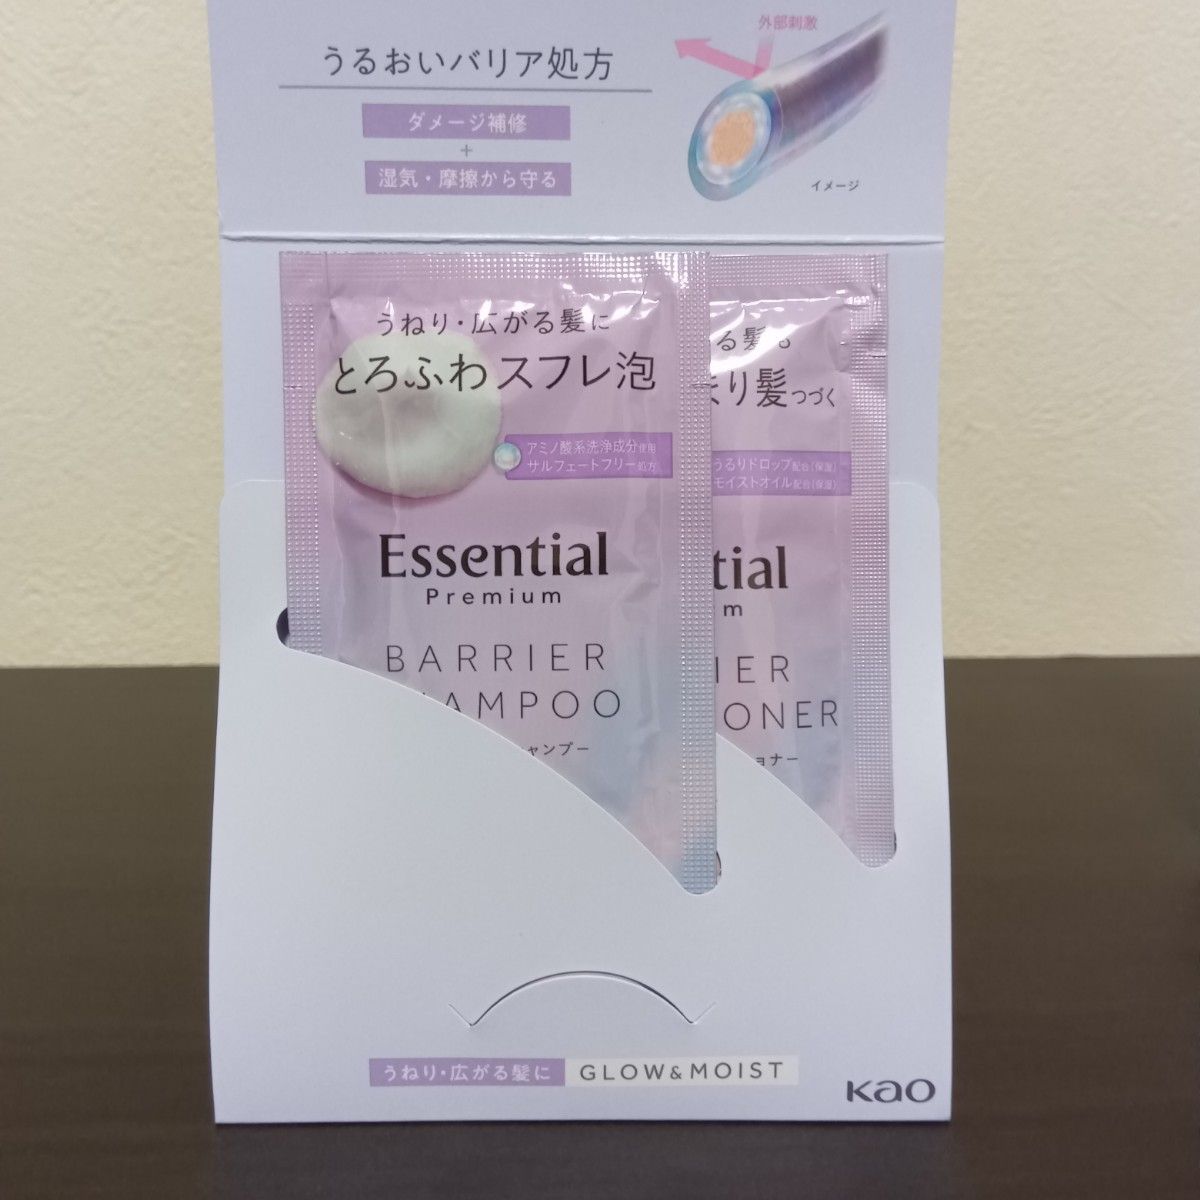 うるおいバリア処方
ダメージ補修
+
湿気・摩擦から守る
外部刺激
イメージ
うねり・広がる髪に
とろふわスフレ泡
アミノ酸系洗浄成分使用
サルフェートフリー処方
Essential
Premium
BARRIER
AMPOO
ャンプー
る髪も
まり髪つづく
うるりドロップ配合(保湿)
モイストオイル配合(保湿)
tial
m
IER
ONER
ョナー
うねり・広がる髪に GLOW&MOIST
Kao